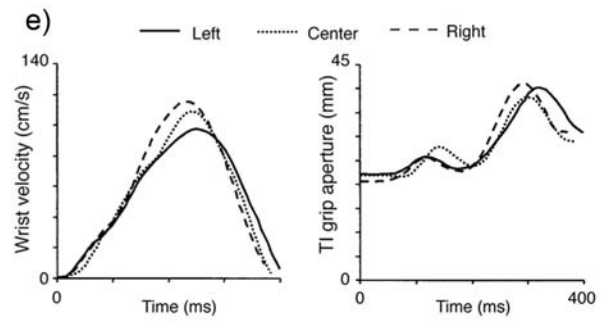 e)
Left Center Right
140
Wrist velocity (cm/s)
0
0
Time (ms)
45
TI grip aperture (mm)
0
0
Time (ms)
400